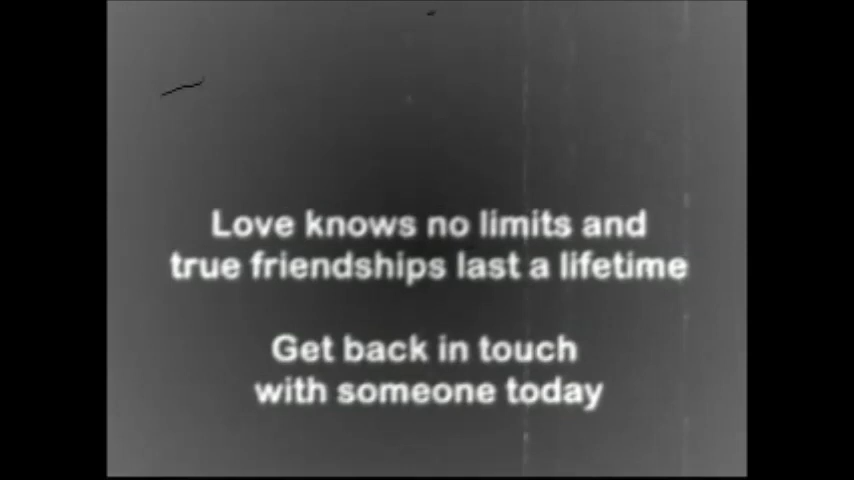 Love knows no limits and
true friendships last a lifetime
Get back in touch
with someone today